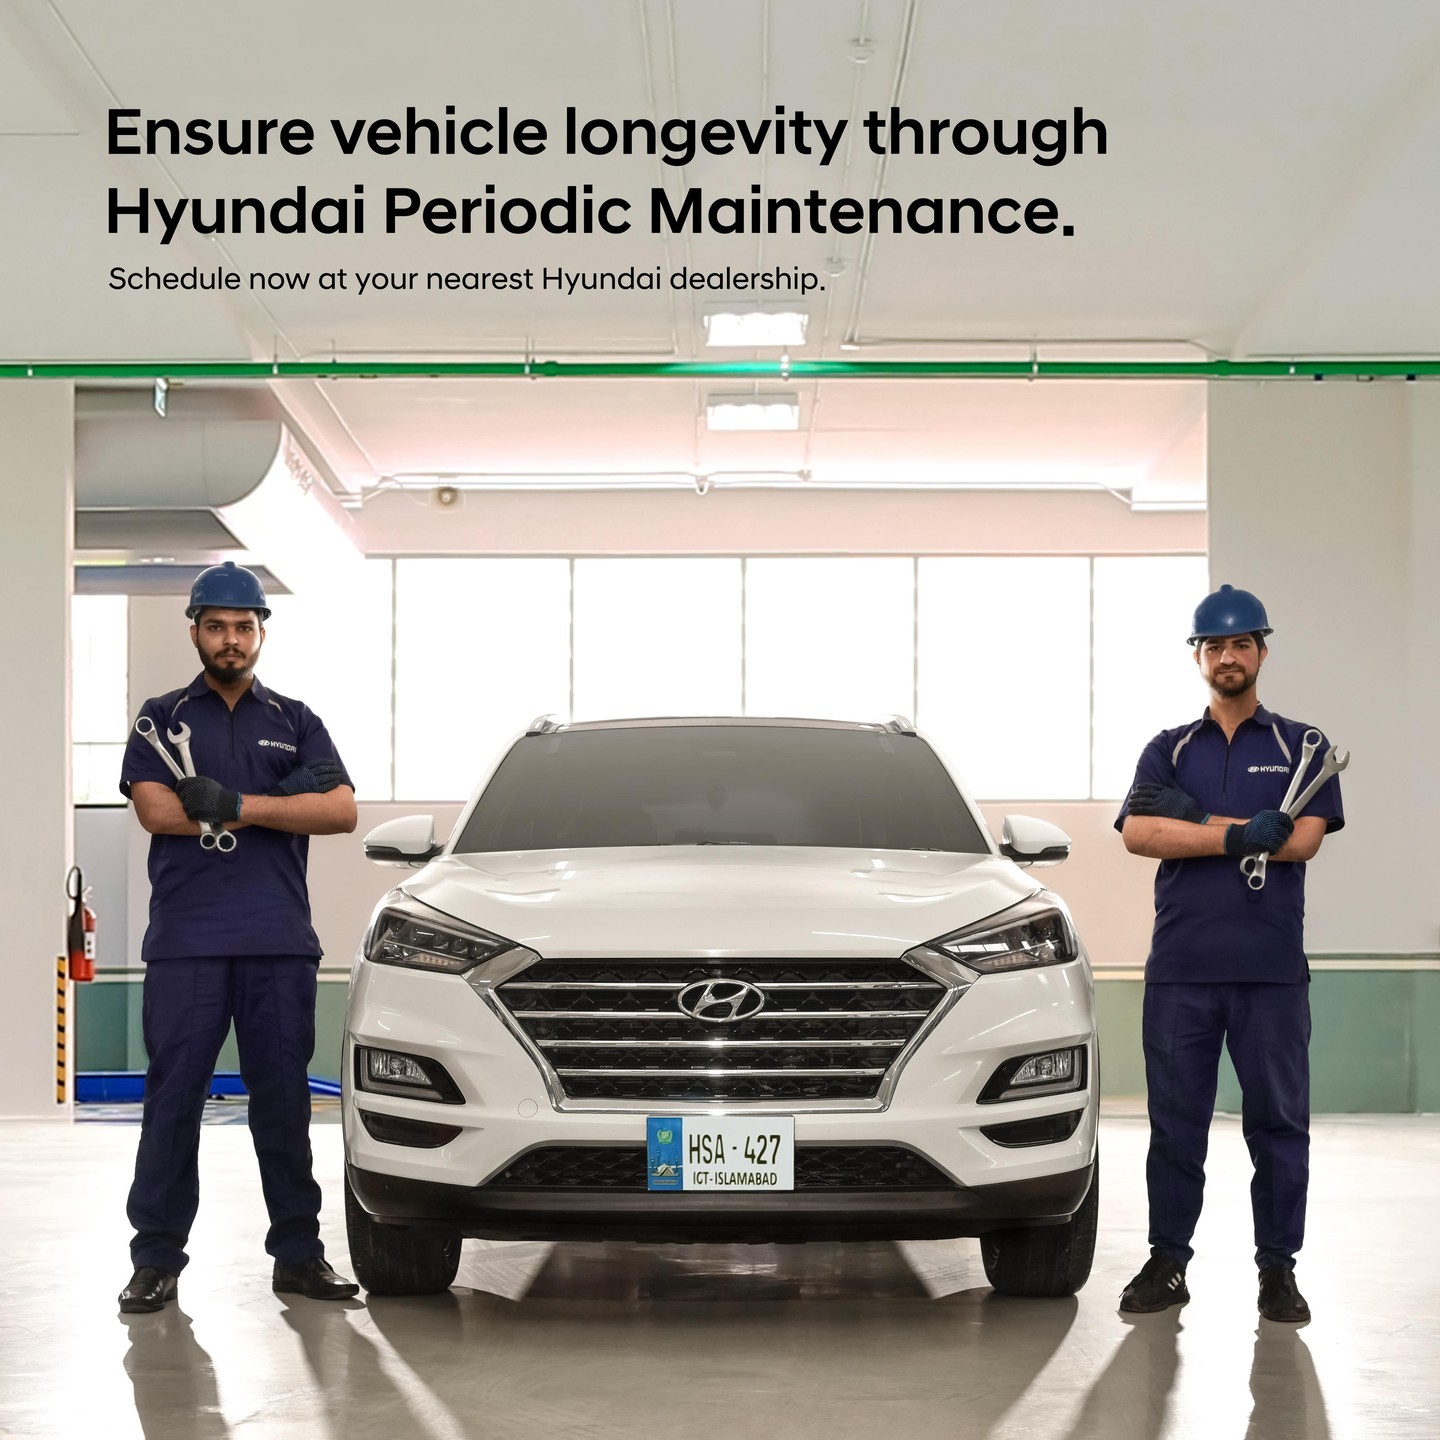 Ensure vehicle longevity through
Hyundai Periodic Maintenance.
Schedule now at your nearest Hyundai dealership.
HYUNDAI
HYUNDAI
HSA - 427
ICT-ISLAMABAD